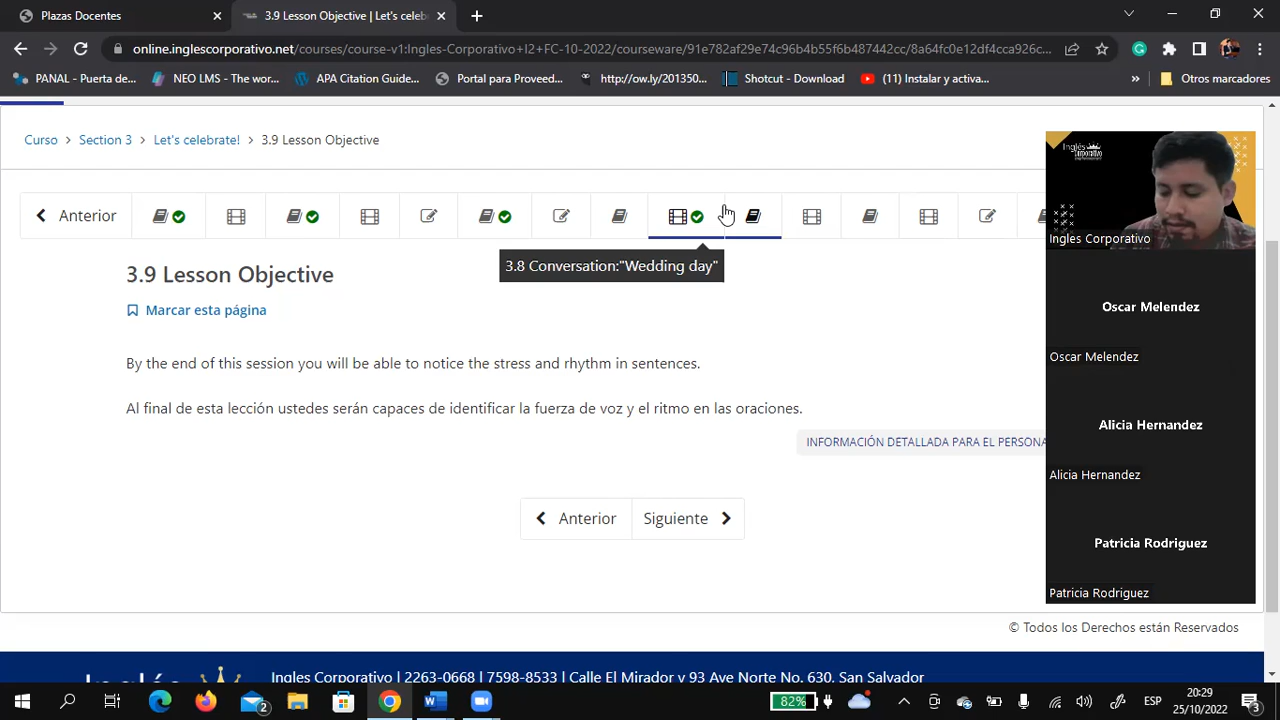 Plazas Docentes
3.9 Lesson Objective | Let's celeb
online.inglescorporativo.net/courses/course-v1:Ingles-Corporativo+I2+FC-10-2022/courseware/91e782af29e74c96b4b55f6b487442cc/8a64fc0e12df4cca926c...
PANAL - Puerta de...
NEO LMS - The wor...
APA Citation Guide...
Portal para Proveed...
http://ow.ly/201350...
Shotcut - Download
(11) Instalar y activa...
»
Otros marcadores
Curso > Section 3 > Let's celebrate! > 3.9 Lesson Objective
Anterior
3.8 Conversation:"Wedding day"
3.9 Lesson Objective
Marcar esta página
By the end of this session you will be able to notice the stress and rhythm in sentences.
Al final de esta lección ustedes serán capaces de identificar la fuerza de voz y el ritmo en las oraciones.
INFORMACIÓN DETALLADA PARA EL PERSONA
Anterior
Siguiente
Inglés
Corporativo
Ingles Corporativo
Oscar Melendez
Oscar Melendez
Alicia Hernandez
Alicia Hernandez
Patricia Rodriguez
Patricia Rodriguez
© Todos los Derechos están Reservados
Inglés
Ingles Corporativo | 2263-0668 | 7598-8533 | Calle El Mirador y 93 Ave Norte No. 630, San Salvador
2
82%
ESP
20:29
25/10/2022
3